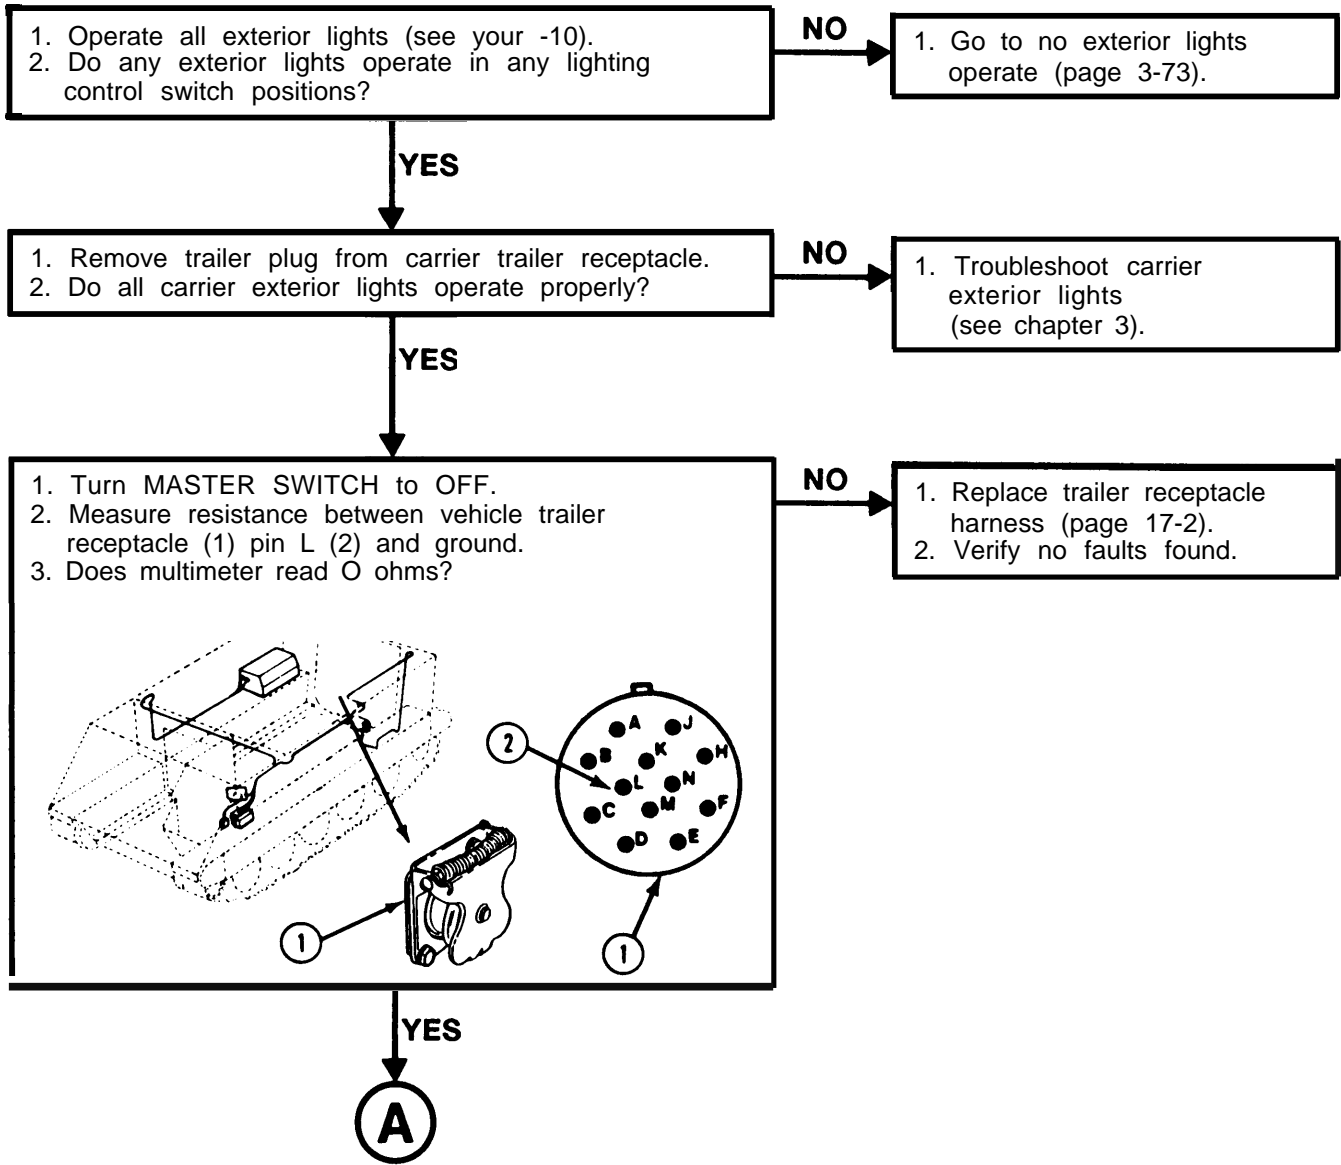 1. Operate all exterior lights (see your -10).
2. Do any exterior lights operate in any lighting
control switch positions?
NO
1. Go to no exterior lights
operate (page 3-73).
YES
1. Remove trailer plug from carrier trailer receptacle.
2. Do all carrier exterior lights operate properly?
NO
1. Troubleshoot carrier
exterior lights
(see chapter 3).
YES
1. Turn MASTER SWITCH to OFF.
2. Measure resistance between vehicle trailer
receptacle (1) pin L (2) and ground.
3. Does multimeter read O ohms?
NO
1. Replace trailer receptacle
harness (page 17-2).
2. Verify no faults found.
A J
B K H
2
L N
C M F
D E
1
1
YES
A